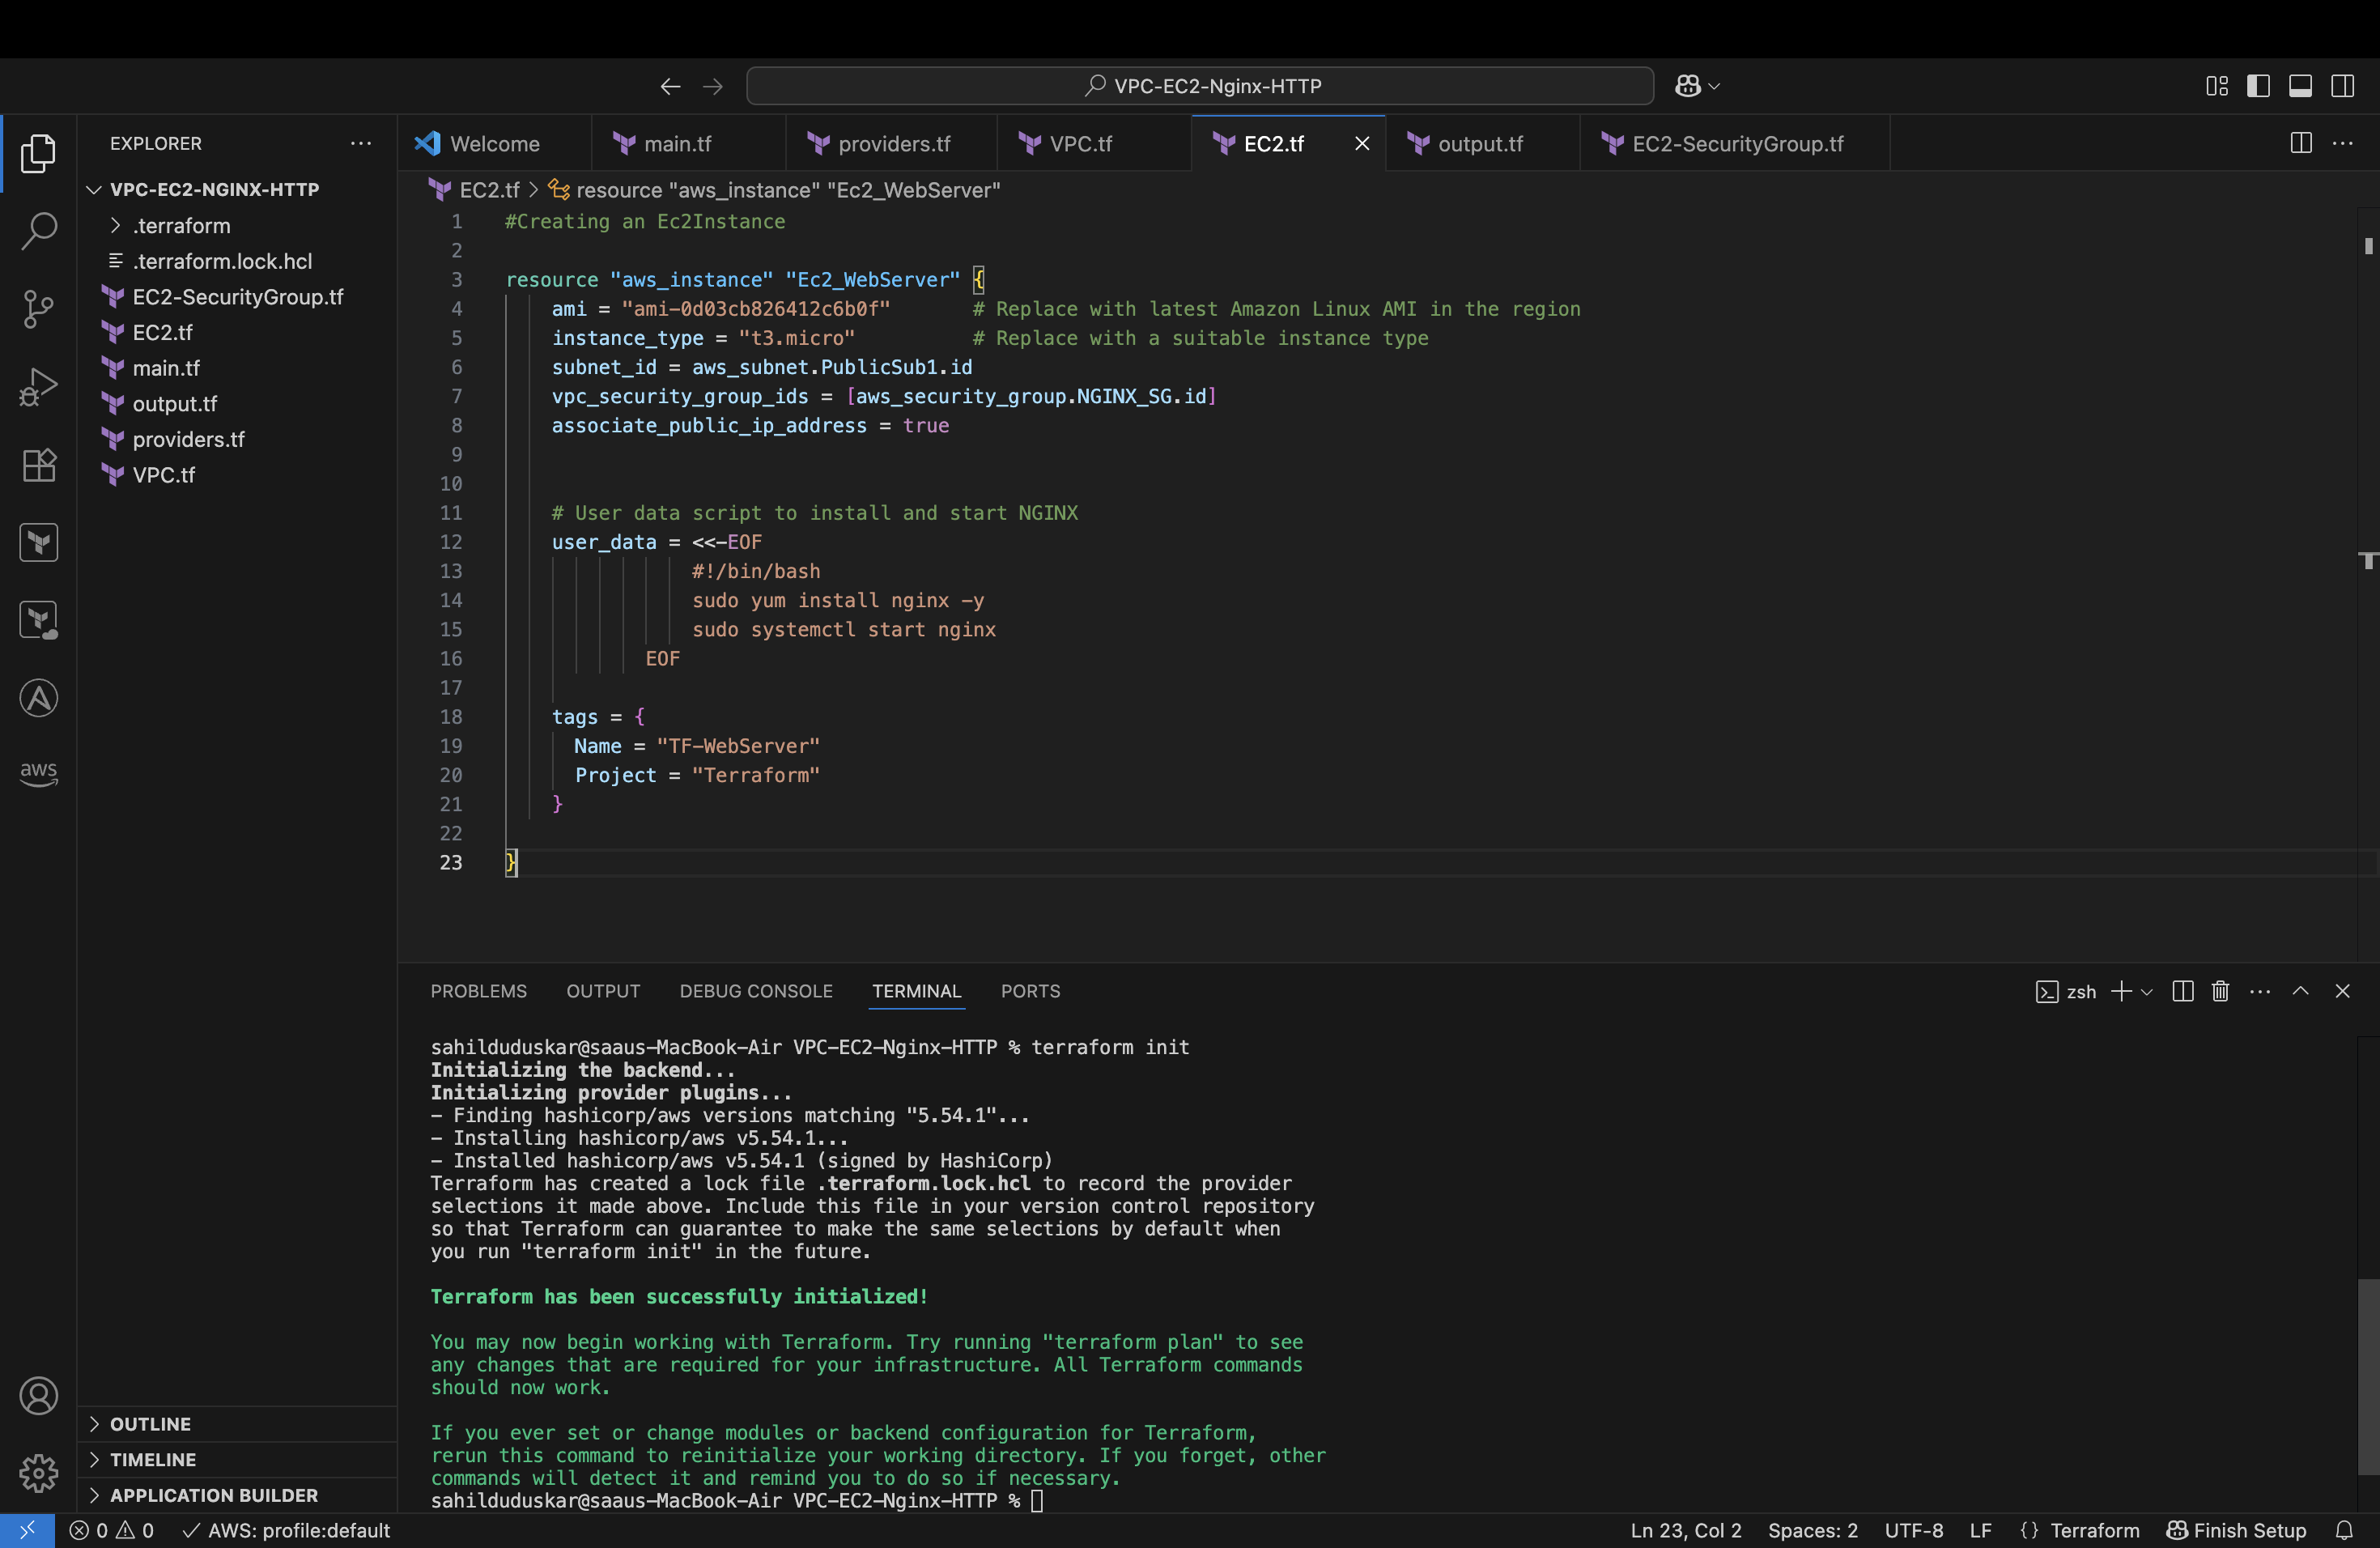 VPC-EC2-Nginx-HTTP
EXPLORER
VPC-EC2-NGINX-HTTP
.terraform
.terraform.lock.hcl
EC2-SecurityGroup.tf
EC2.tf
main.tf
output.tf
providers.tf
VPC.tf
aws
OUTLINE
TIMELINE
APPLICATION BUILDER
Welcome main.tf providers.tf VPC.tf EC2.tf output.tf EC2-SecurityGroup.tf
EC2.tf > resource "aws_instance" "Ec2_WebServer"
1 #Creating an Ec2Instance
2
3 resource "aws_instance" "Ec2_WebServer" {
4 ami = "ami-0d03cb826412c6b0f" # Replace with latest Amazon Linux AMI in the region
5 instance_type = "t3.micro" # Replace with a suitable instance type
6 subnet_id = aws_subnet.PublicSub1.id
7 vpc_security_group_ids = [aws_security_group.NGINX_SG.id]
8 associate_public_ip_address = true
9
10
11 # User data script to install and start NGINX
12 user_data = <<-EOF
13 #!/bin/bash
14 sudo yum install nginx -y
15 sudo systemctl start nginx
16 EOF
17
18 tags = {
19 Name = "TF-WebServer"
20 Project = "Terraform"
21 }
22
23 }
PROBLEMS OUTPUT DEBUG CONSOLE TERMINAL PORTS
zsh
sahilduduskar@saaus-MacBook-Air VPC-EC2-Nginx-HTTP % terraform init
Initializing the backend...
Initializing provider plugins...
- Finding hashicorp/aws versions matching "5.54.1"...
- Installing hashicorp/aws v5.54.1...
- Installed hashicorp/aws v5.54.1 (signed by HashiCorp)
Terraform has created a lock file .terraform.lock.hcl to record the provider
selections it made above. Include this file in your version control repository
so that Terraform can guarantee to make the same selections by default when
you run "terraform init" in the future.
Terraform has been successfully initialized!
You may now begin working with Terraform. Try running "terraform plan" to see
any changes that are required for your infrastructure. All Terraform commands
should now work.
If you ever set or change modules or backend configuration for Terraform,
rerun this command to reinitialize your working directory. If you forget, other
commands will detect it and remind you to do so if necessary.
sahilduduskar@saaus-MacBook-Air VPC-EC2-Nginx-HTTP %
0 0 AWS: profile:default
Ln 23, Col 2 Spaces: 2 UTF-8 LF {} Terraform Finish Setup